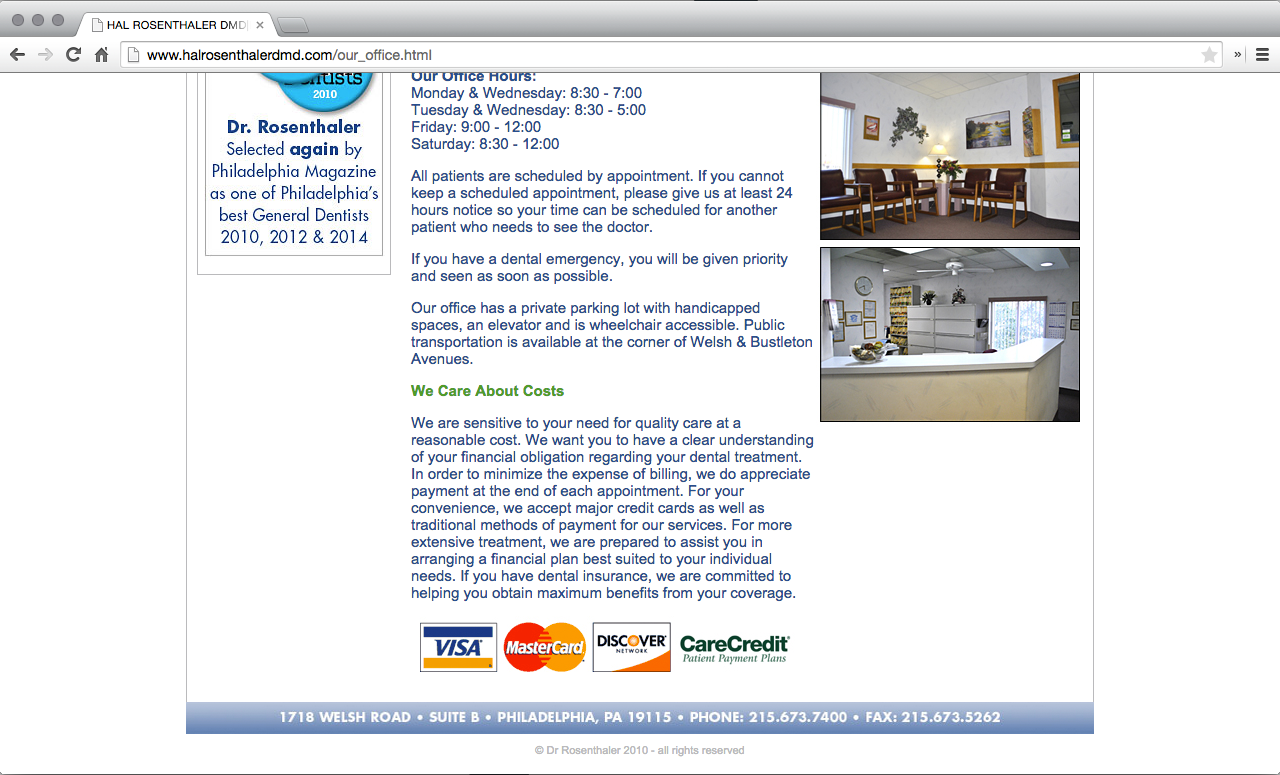 HAL ROSENTHALER DMD
www.halrosenthalerdmd.com/our_office.html
Dentists
2010
Dr. Rosenthaler
Selected again by
Philadelphia Magazine
as one of Philadelphia's
best General Dentists
2010, 2012 & 2014
Our Office Hours:
Monday & Wednesday: 8:30 - 7:00
Tuesday & Wednesday: 8:30 - 5:00
Friday: 9:00 - 12:00
Saturday: 8:30 - 12:00
All patients are scheduled by appointment. If you cannot
keep a scheduled appointment, please give us at least 24
hours notice so your time can be scheduled for another
patient who needs to see the doctor.
If you have a dental emergency, you will be given priority
and seen as soon as possible.
Our office has a private parking lot with handicapped
spaces, an elevator and is wheelchair accessible. Public
transportation is available at the corner of Welsh & Bustleton
Avenues.
We Care About Costs
We are sensitive to your need for quality care at a
reasonable cost. We want you to have a clear understanding
of your financial obligation regarding your dental treatment.
In order to minimize the expense of billing, we do appreciate
payment at the end of each appointment. For your
convenience, we accept major credit cards as well as
traditional methods of payment for our services. For more
extensive treatment, we are prepared to assist you in
arranging a financial plan best suited to your individual
needs. If you have dental insurance, we are committed to
helping you obtain maximum benefits from your coverage.
VISA MasterCard DISCOVER NETWORK CareCredit Patient Payment Plans
1718 WELSH ROAD • SUITE B • PHILADELPHIA, PA 19115 • PHONE: 215.673.7400 • FAX: 215.673.5262
© Dr Rosenthaler 2010 - all rights reserved